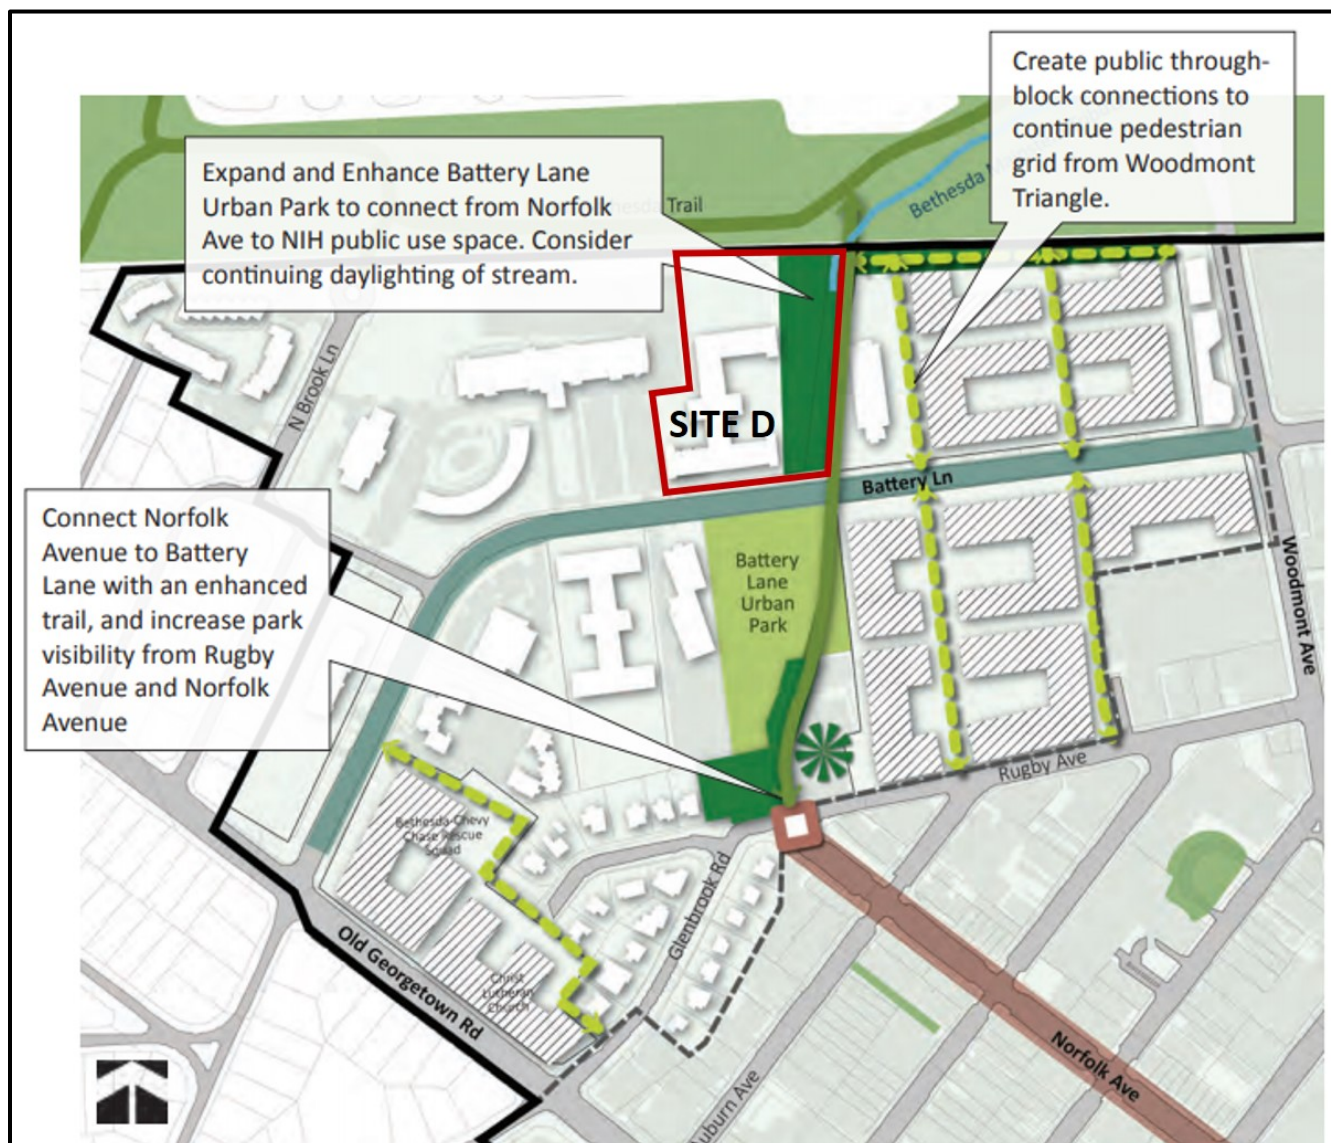 Create public through-
block connections to
continue pedestrian
grid from Woodmont
Triangle.
Expand and Enhance Battery Lane
Urban Park to connect from Norfolk
Ave to NIH public use space. Consider
continuing daylighting of stream.
Trail
Bethesda
N Brook Ln
SITE D
Battery Ln
Connect Norfolk
Avenue to Battery
Lane with an enhanced
trail, and increase park
visibility from Rugby
Avenue and Norfolk
Avenue
Battery
Lane
Urban
Park
Woodmont Ave
Rugby Ave
Bethesda-Chevy
Chase Rescue
Squad
Glenbrook Rd
Old Georgetown Rd
Christ
Lutheran
Church
Norfolk Ave
Auburn Ave